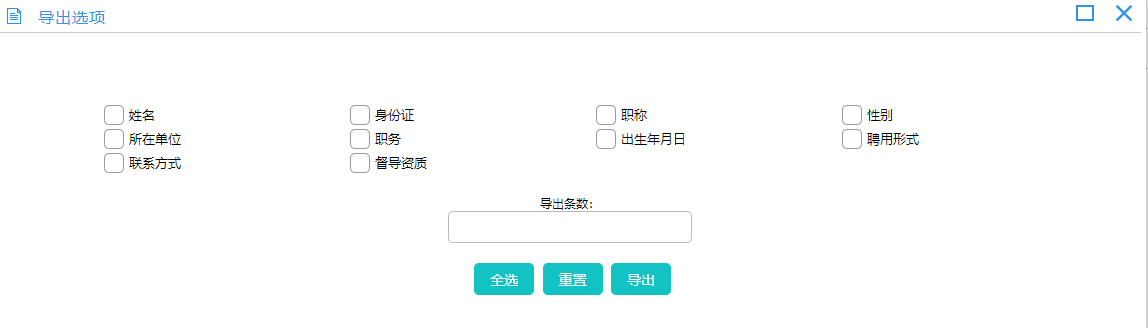 导出选项
姓名 身份证 职称 性别
所在单位 职务 出生年月日 聘用形式
联系方式 督导资质
导出条数：
全选 重置 导出